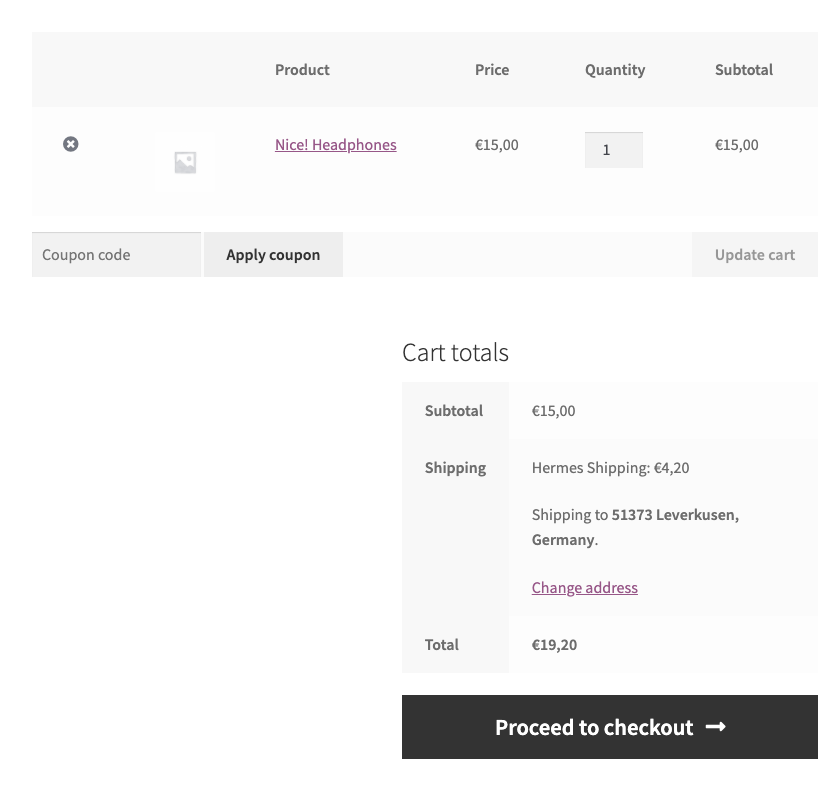 Product Price Quantity Subtotal
Nice! Headphones €15,00 1 €15,00
Coupon code Apply coupon Update cart
Cart totals
Subtotal €15,00
Shipping Hermes Shipping: €4,20
Shipping to 51373 Leverkusen,
Germany.
Change address
Total €19,20
Proceed to checkout →